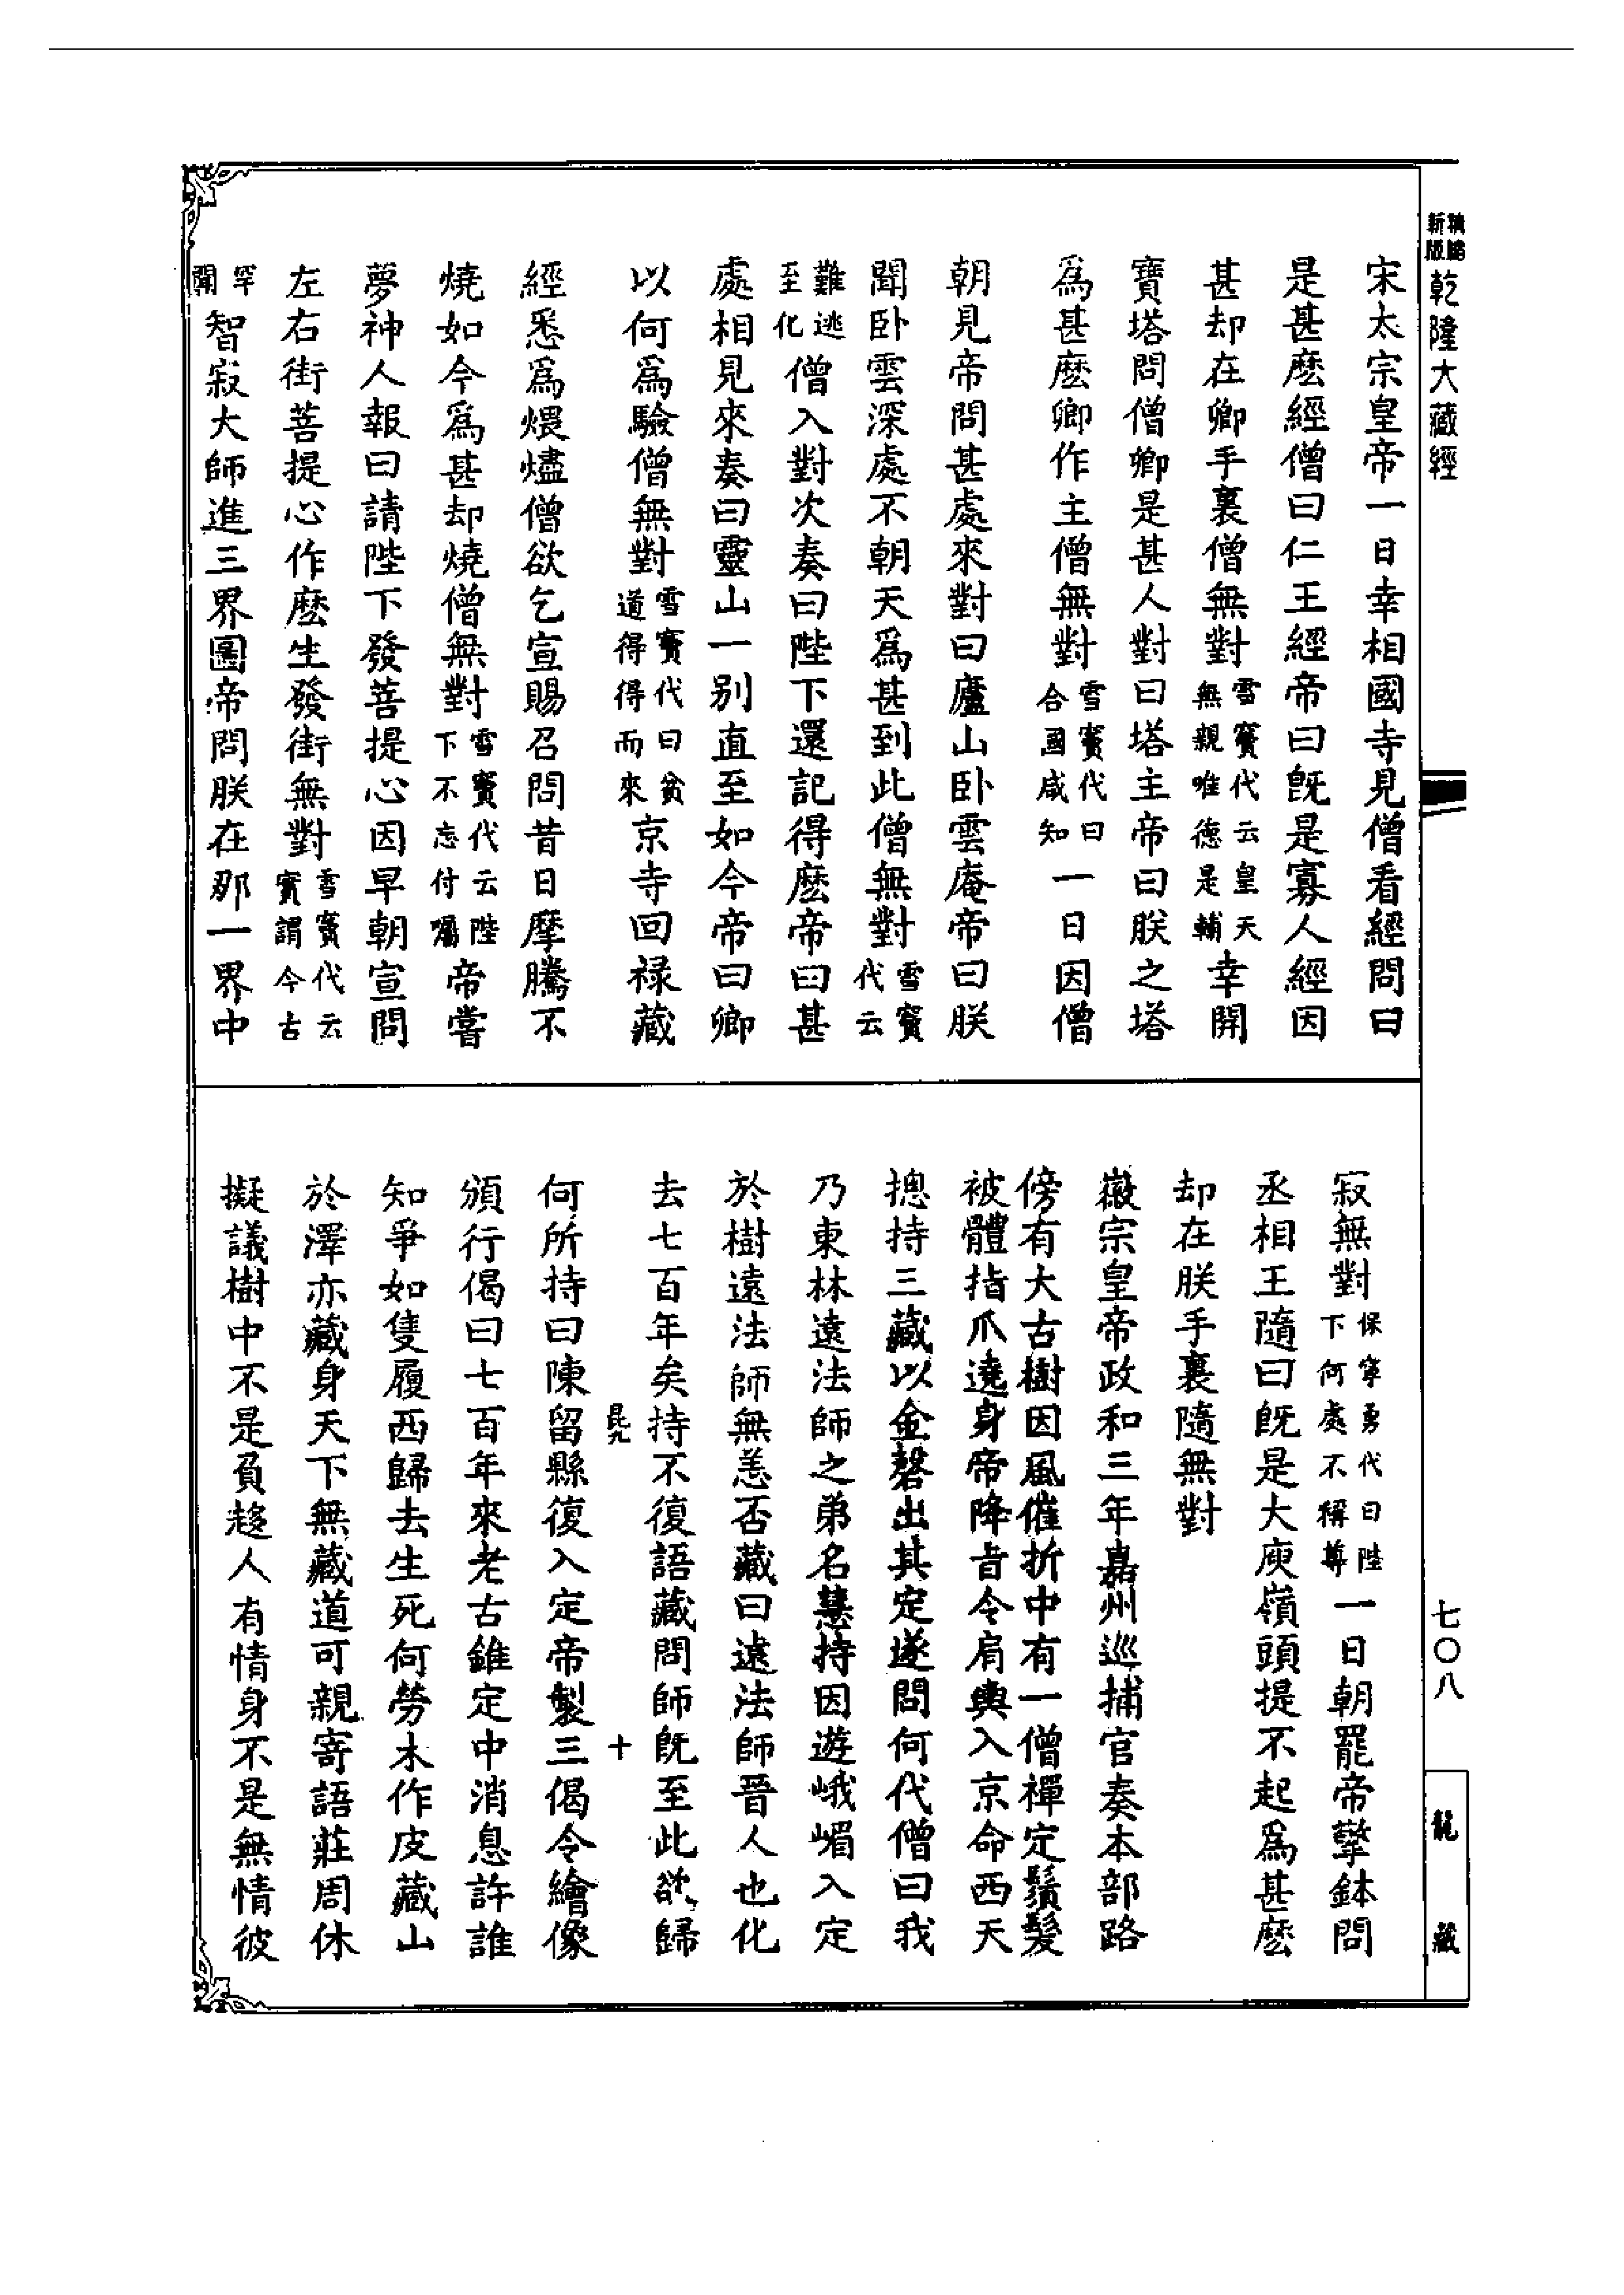 精縮新版
乾隆大藏經
宋太宗皇帝一日幸相國寺見僧看經問曰
是甚麽經僧曰仁王經帝曰旣是寡人經因
甚却在卿手裏僧無對雪竇代云皇天無親唯德是輔幸開
寶塔問僧卿是甚人對曰塔主帝曰朕之塔
爲甚麽卿作主僧無對雪竇代曰合國咸知一日因僧
朝見帝問甚處來對曰廬山卧雲庵帝曰朕
聞卧雲深處不朝天爲甚到此僧無對雪竇代云
難逃至化僧入對次奏曰陛下還記得麽帝曰甚
處相見來奏曰靈山一别直至如今帝曰卿
以何爲驗僧無對雪竇代曰貧道得得而來京寺回禄藏
經悉爲煨燼僧欲乞宣賜召問昔日摩騰不
燒如今爲甚却燒僧無對雪竇代云陛下不忘付囑帝嘗
夢神人報曰請陛下發菩提心因早朝宣問
左右街菩提心作麽生發街無對雪竇代云實謂今古
罕聞智寂大師進三界圖帝問朕在那一界中
寂無對保寧勇代曰陛下何處不稱尊一日朝罷帝擎鉢問
丞相王隨曰旣是大庾嶺頭提不起爲甚麽
却在朕手裏隨無對
徽宗皇帝政和三年嘉州巡捕官奏本部路
傍有大古樹因風摧折中有一僧禪定鬚髮
被體指爪遶身帝降旨令肩輿入京命西天
摠持三藏以金磬出其定遂問何代僧曰我
乃東林遠法師之弟名慧持因遊峨嵋入定
於樹遠法師無恙否藏曰遠法師晉人也化
去七百年矣持不復語藏問師旣至此欲歸
昆九
十
何所持曰陳留縣復入定帝製三偈令繪像
頒行偈曰七百年來老古錐定中消息許誰
知爭如隻履西歸去生死何勞木作皮藏山
於澤亦藏身天下無藏道可親寄語莊周休
擬議樹中不是負趍人有情身不是無情彼
七〇八
龍藏